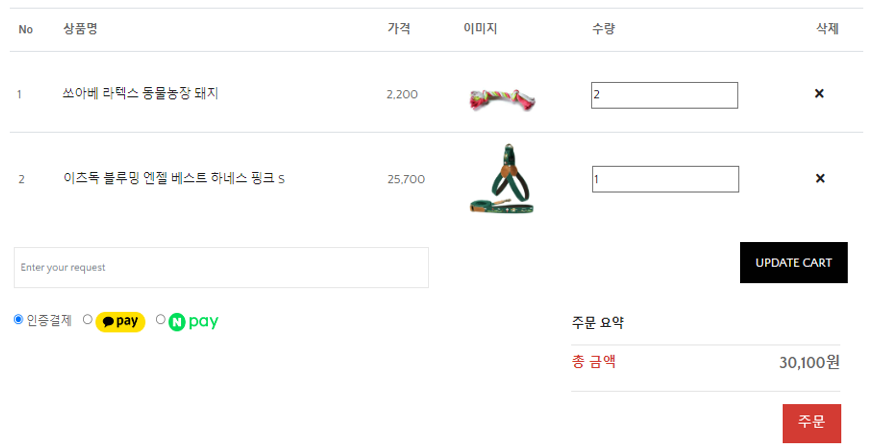 No 상품명 가격 이미지 수량 삭제
1 쏘아베 라텍스 동물농장 돼지 2,200 2 ×
2 이츠독 블루밍 엔젤 베스트 하네스 핑크 S 25,700 1 ×
Enter your request
UPDATE CART
인증결제 pay N pay
주문 요약
총 금액 30,100원
주문